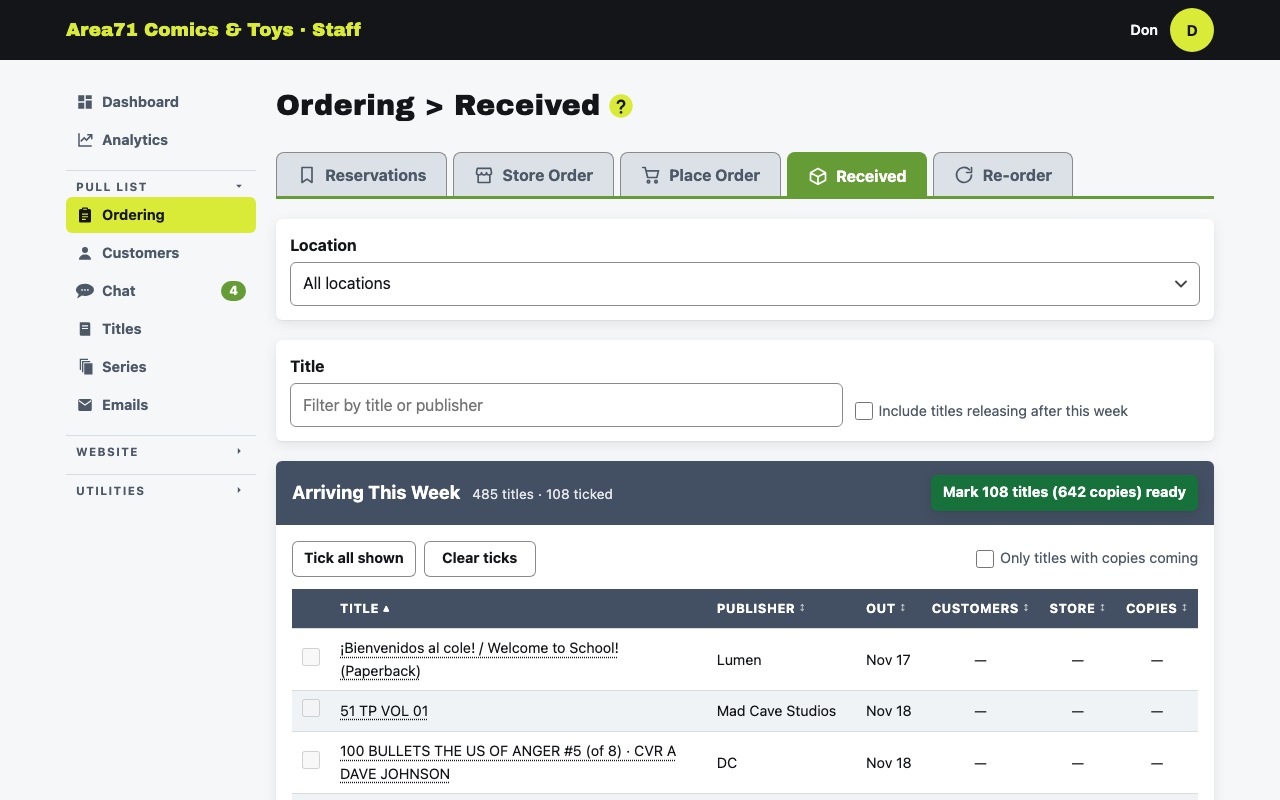 Area71 Comics & Toys · Staff
Don
D
Dashboard
Analytics
PULL LIST
Ordering
Customers
Chat
4
Titles
Series
Emails
WEBSITE
UTILITIES
Ordering > Received ?
Reservations
Store Order
Place Order
Received
Re-order
Location
All locations
Title
Filter by title or publisher
Include titles releasing after this week
Arriving This Week 485 titles · 108 ticked
Mark 108 titles (642 copies) ready
Tick all shown
Clear ticks
Only titles with copies coming
TITLE ▲ PUBLISHER ↕ OUT ↕ CUSTOMERS ↕ STORE ↕ COPIES ↕
¡Bienvenidos al cole! / Welcome to School!
(Paperback)
Lumen Nov 17 — — —
51 TP VOL 01 Mad Cave Studios Nov 18 — — —
100 BULLETS THE US OF ANGER #5 (of 8) · CVR A
DAVE JOHNSON
DC Nov 18 — — —